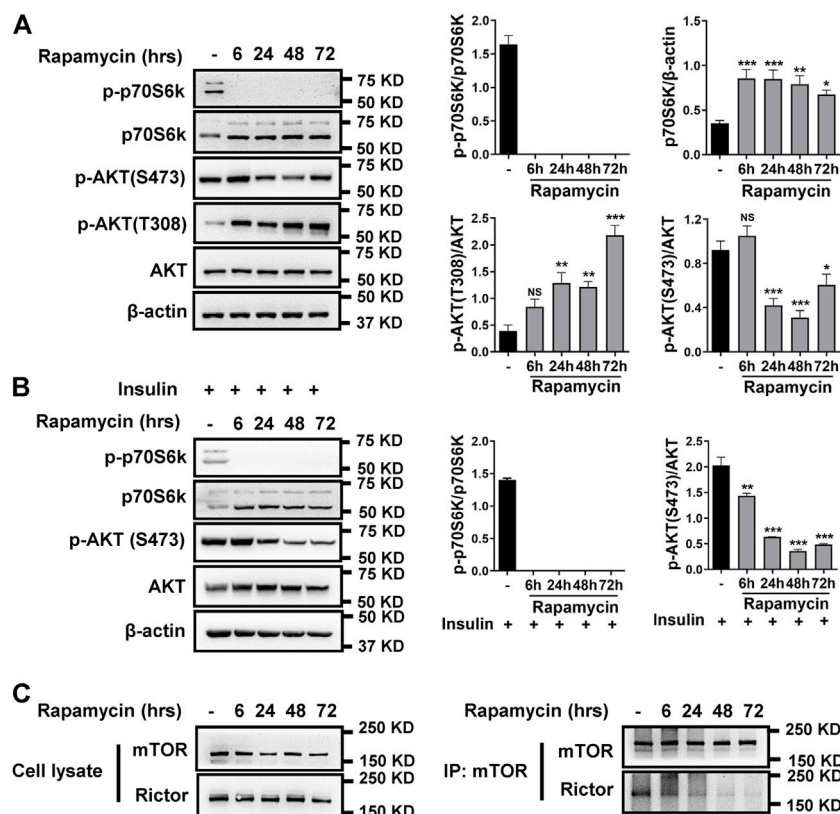 A
Rapamycin (hrs) - 6 24 48 72
p-p70S6k
75 KD
50 KD
p70S6k
75 KD
50 KD
p-AKT(S473)
75 KD
50 KD
p-AKT(T308)
75 KD
50 KD
AKT
75 KD
50 KD
β-actin
50 KD
37 KD
p-p70S6K/p70S6K
2.0
1.5
1.0
0.5
0.0
- 6h 24h 48h 72h
Rapamycin
p70S6K/β-actin
1.5
1.0
0.5
0.0
*** *** ** *
- 6h 24h 48h 72h
Rapamycin
p-AKT(T308)/AKT
2.5
2.0
1.5
1.0
0.5
0.0
NS ** ** ***
- 6h 24h 48h 72h
Rapamycin
p-AKT(S473)/AKT
1.2
0.8
0.4
0.0
NS *** *** *
- 6h 24h 48h 72h
Rapamycin
B
Insulin + + + + +
Rapamycin (hrs) - 6 24 48 72
p-p70S6k
75 KD
50 KD
p70S6k
75 KD
50 KD
p-AKT (S473)
75 KD
50 KD
AKT
75 KD
50 KD
β-actin
50 KD
37 KD
p-p70S6K/p70S6K
2.0
1.5
1.0
0.5
0.0
- 6h 24h 48h 72h
Rapamycin
Insulin + + + + +
p-AKT(S473)/AKT
2.5
2.0
1.5
1.0
0.5
0.0
** *** *** ***
- 6h 24h 48h 72h
Rapamycin
Insulin + + + + +
C
Rapamycin (hrs) - 6 24 48 72
Cell lysate
mTOR
250 KD
150 KD
Rictor
250 KD
150 KD
Rapamycin (hrs) - 6 24 48 72
IP: mTOR
mTOR
250 KD
150 KD
Rictor
250 KD
150 KD